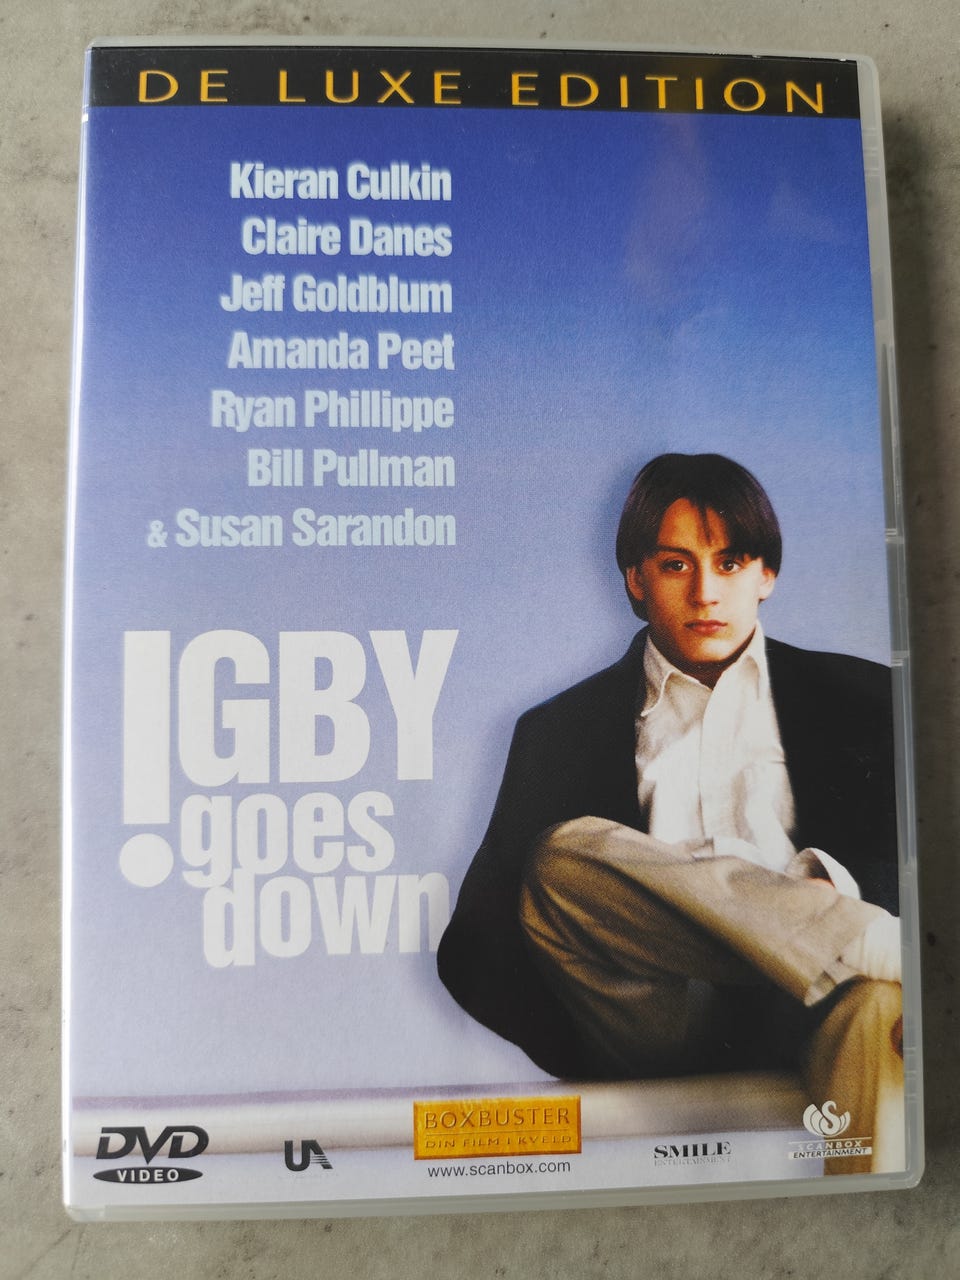 DE LUXE EDITION
Kieran Culkin
Claire Danes
Jeff Goldblum
Amanda Peet
Ryan Phillippe
Bill Pullman
& Susan Sarandon
!GBY
goes
down
DVD
VIDEO
UA
BOXBUSTER
DIN FILM I KVELD
www.scanbox.com
SMILE
ENTERTAINMENT
S
SCANBOX
ENTERTAINMENT